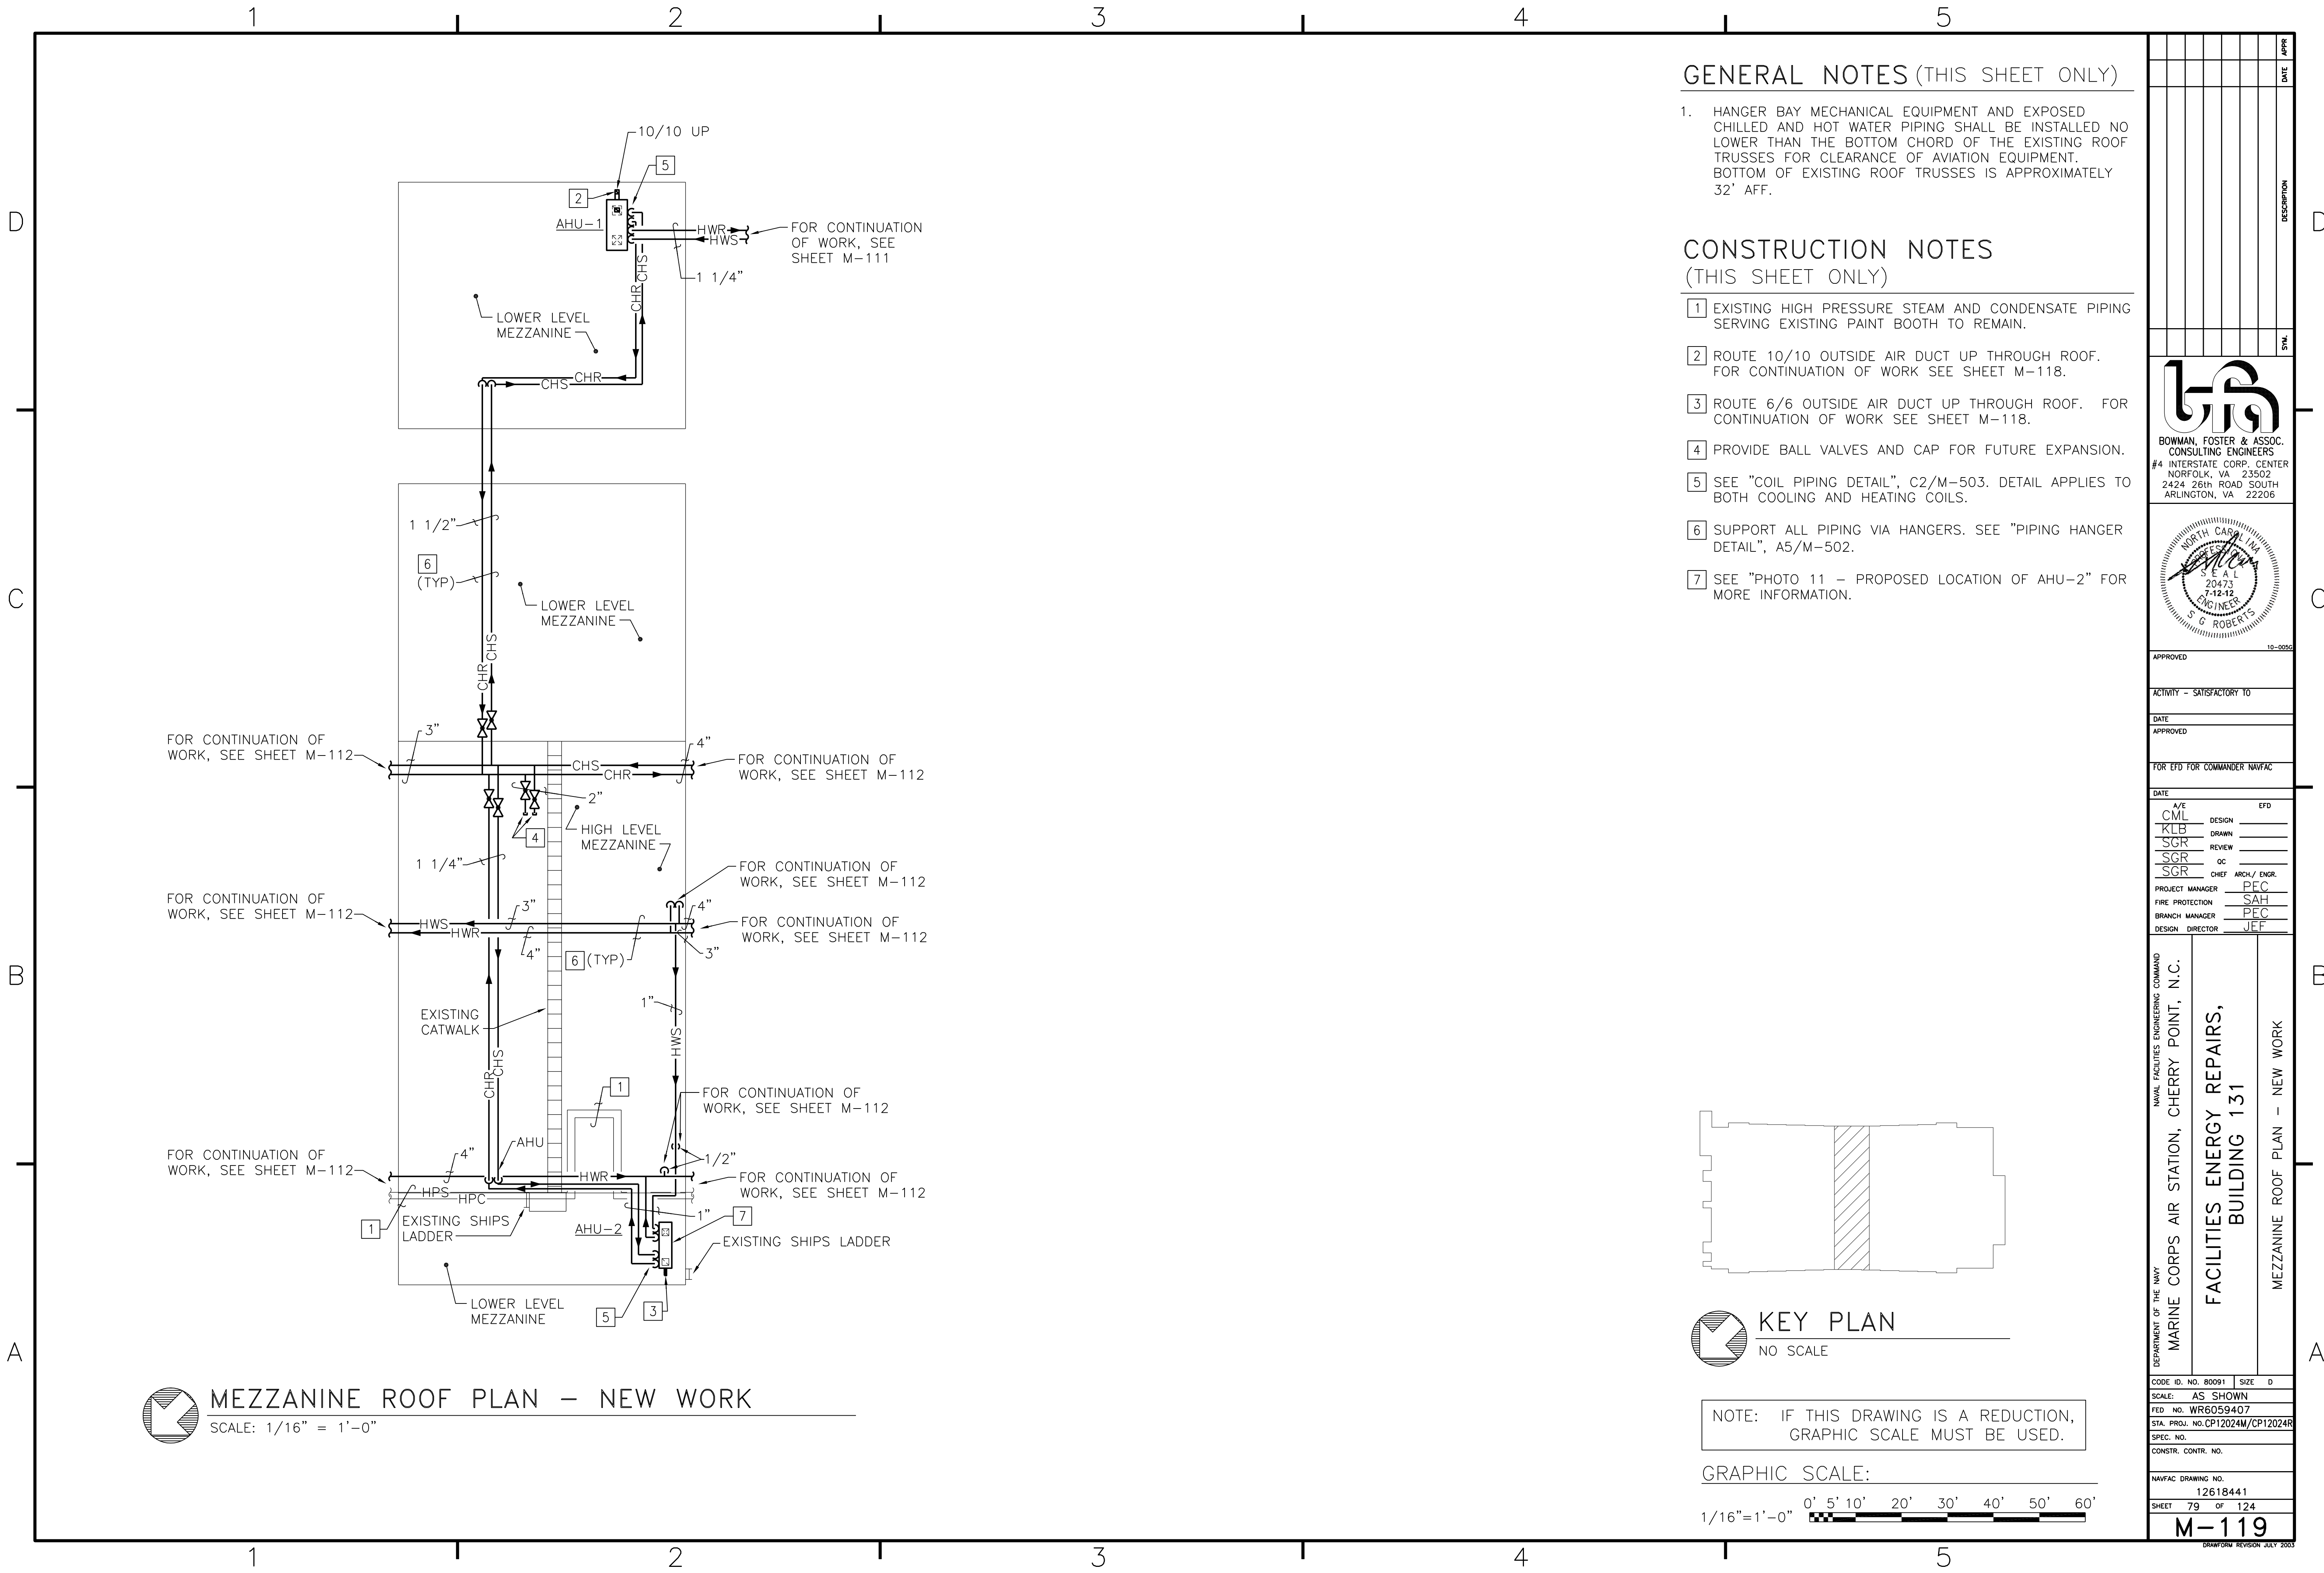 1 2 3 4 5
D
C
B
A
10/10 UP
5
2
AHU-1
HWR
HWS
FOR CONTINUATION
OF WORK, SEE
SHEET M-111
1 1/4"
CHR
CHS
LOWER LEVEL
MEZZANINE
CHR
CHS
1 1/2"
6
(TYP)
LOWER LEVEL
MEZZANINE
CHS
CHR
FOR CONTINUATION OF
WORK, SEE SHEET M-112
3"
4"
CHS
CHR
FOR CONTINUATION OF
WORK, SEE SHEET M-112
2"
4
HIGH LEVEL
MEZZANINE
1 1/4"
FOR CONTINUATION OF
WORK, SEE SHEET M-112
FOR CONTINUATION OF
WORK, SEE SHEET M-112
HWS
HWR
3"
4"
4"
FOR CONTINUATION OF
WORK, SEE SHEET M-112
6 (TYP)
3"
1"
EXISTING
CATWALK
HWS
CHR
CHS
1
FOR CONTINUATION OF
WORK, SEE SHEET M-112
AHU
FOR CONTINUATION OF
WORK, SEE SHEET M-112
4"
1/2"
HWR
FOR CONTINUATION OF
WORK, SEE SHEET M-112
HPS
HPC
1
EXISTING SHIPS
LADDER
AHU-2
1"
7
EXISTING SHIPS LADDER
LOWER LEVEL
MEZZANINE
5
3
MEZZANINE ROOF PLAN - NEW WORK
SCALE: 1/16" = 1'-0"
GENERAL NOTES (THIS SHEET ONLY)
1. HANGER BAY MECHANICAL EQUIPMENT AND EXPOSED
CHILLED AND HOT WATER PIPING SHALL BE INSTALLED NO
LOWER THAN THE BOTTOM CHORD OF THE EXISTING ROOF
TRUSSES FOR CLEARANCE OF AVIATION EQUIPMENT.
BOTTOM OF EXISTING ROOF TRUSSES IS APPROXIMATELY
32' AFF.
CONSTRUCTION NOTES
(THIS SHEET ONLY)
1 EXISTING HIGH PRESSURE STEAM AND CONDENSATE PIPING
SERVING EXISTING PAINT BOOTH TO REMAIN.
2 ROUTE 10/10 OUTSIDE AIR DUCT UP THROUGH ROOF.
FOR CONTINUATION OF WORK SEE SHEET M-118.
3 ROUTE 6/6 OUTSIDE AIR DUCT UP THROUGH ROOF. FOR
CONTINUATION OF WORK SEE SHEET M-118.
4 PROVIDE BALL VALVES AND CAP FOR FUTURE EXPANSION.
5 SEE "COIL PIPING DETAIL", C2/M-503. DETAIL APPLIES TO
BOTH COOLING AND HEATING COILS.
6 SUPPORT ALL PIPING VIA HANGERS. SEE "PIPING HANGER
DETAIL", A5/M-502.
7 SEE "PHOTO 11 - PROPOSED LOCATION OF AHU-2" FOR
MORE INFORMATION.
KEY PLAN
NO SCALE
NOTE: IF THIS DRAWING IS A REDUCTION,
GRAPHIC SCALE MUST BE USED.
GRAPHIC SCALE:
1/16"=1'-0" 0' 5' 10' 20' 30' 40' 50' 60'
SYM. DESCRIPTION DATE APPR
bfa
BOWMAN, FOSTER & ASSOC.
CONSULTING ENGINEERS
#4 INTERSTATE CORP. CENTER
NORFOLK, VA 23502
2424 26th ROAD SOUTH
ARLINGTON, VA 22206
NORTH CAROLINA
PROFESSIONAL
SEAL
20473
7-12-12
ENGINEER
S G ROBERTS
10-005G
APPROVED
ACTIVITY - SATISFACTORY TO
DATE
APPROVED
FOR EFD FOR COMMANDER NAVFAC
DATE
A/E EFD
CML DESIGN
KLB DRAWN
SGR REVIEW
SGR QC
SGR CHIEF ARCH./ ENGR.
PROJECT MANAGER PEC
FIRE PROTECTION SAH
BRANCH MANAGER PEC
DESIGN DIRECTOR JEF
DEPARTMENT OF THE NAVY NAVAL FACILITIES ENGINEERING COMMAND
MARINE CORPS AIR STATION, CHERRY POINT, N.C.
FACILITIES ENERGY REPAIRS,
BUILDING 131
MEZZANINE ROOF PLAN - NEW WORK
CODE ID. NO. 80091 SIZE D
SCALE: AS SHOWN
FED NO. WR6059407
STA. PROJ. NO. CP12024M/CP12024R
SPEC. NO.
CONSTR. CONTR. NO.
NAVFAC DRAWING NO.
12618441
SHEET 79 OF 124
M-119
DRAWFORM REVISION JULY 2003
D
C
B
A
1 2 3 4 5